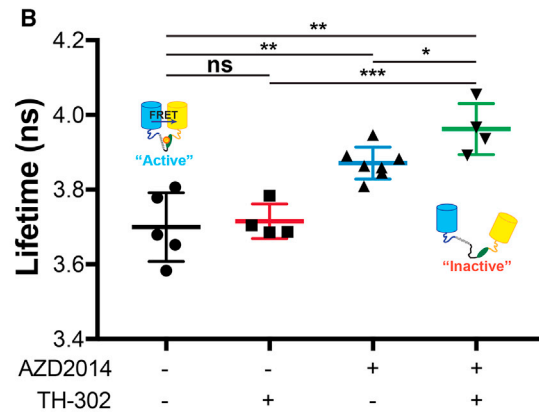 B
**
** *
ns ***
4.2
4.0
3.8
3.6
3.4
Lifetime (ns)
FRET
“Active”
“Inactive”
AZD2014 - - + +
TH-302 - + - +